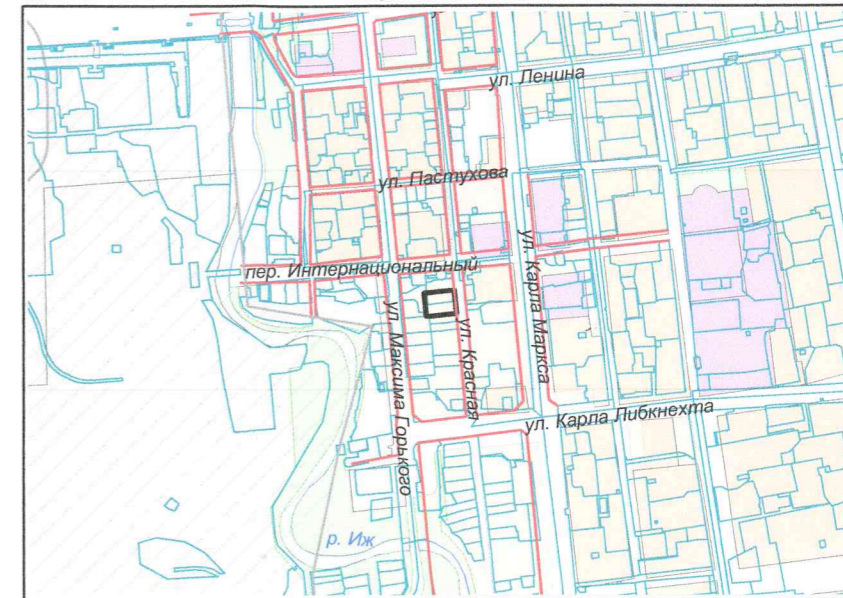 ул. Ленина
ул. Пастухова
пер. Интернациональный
ул. Карла Маркса
ул. Максима Горького
ул. Красная
ул. Карла Либкнехта
р. Иж